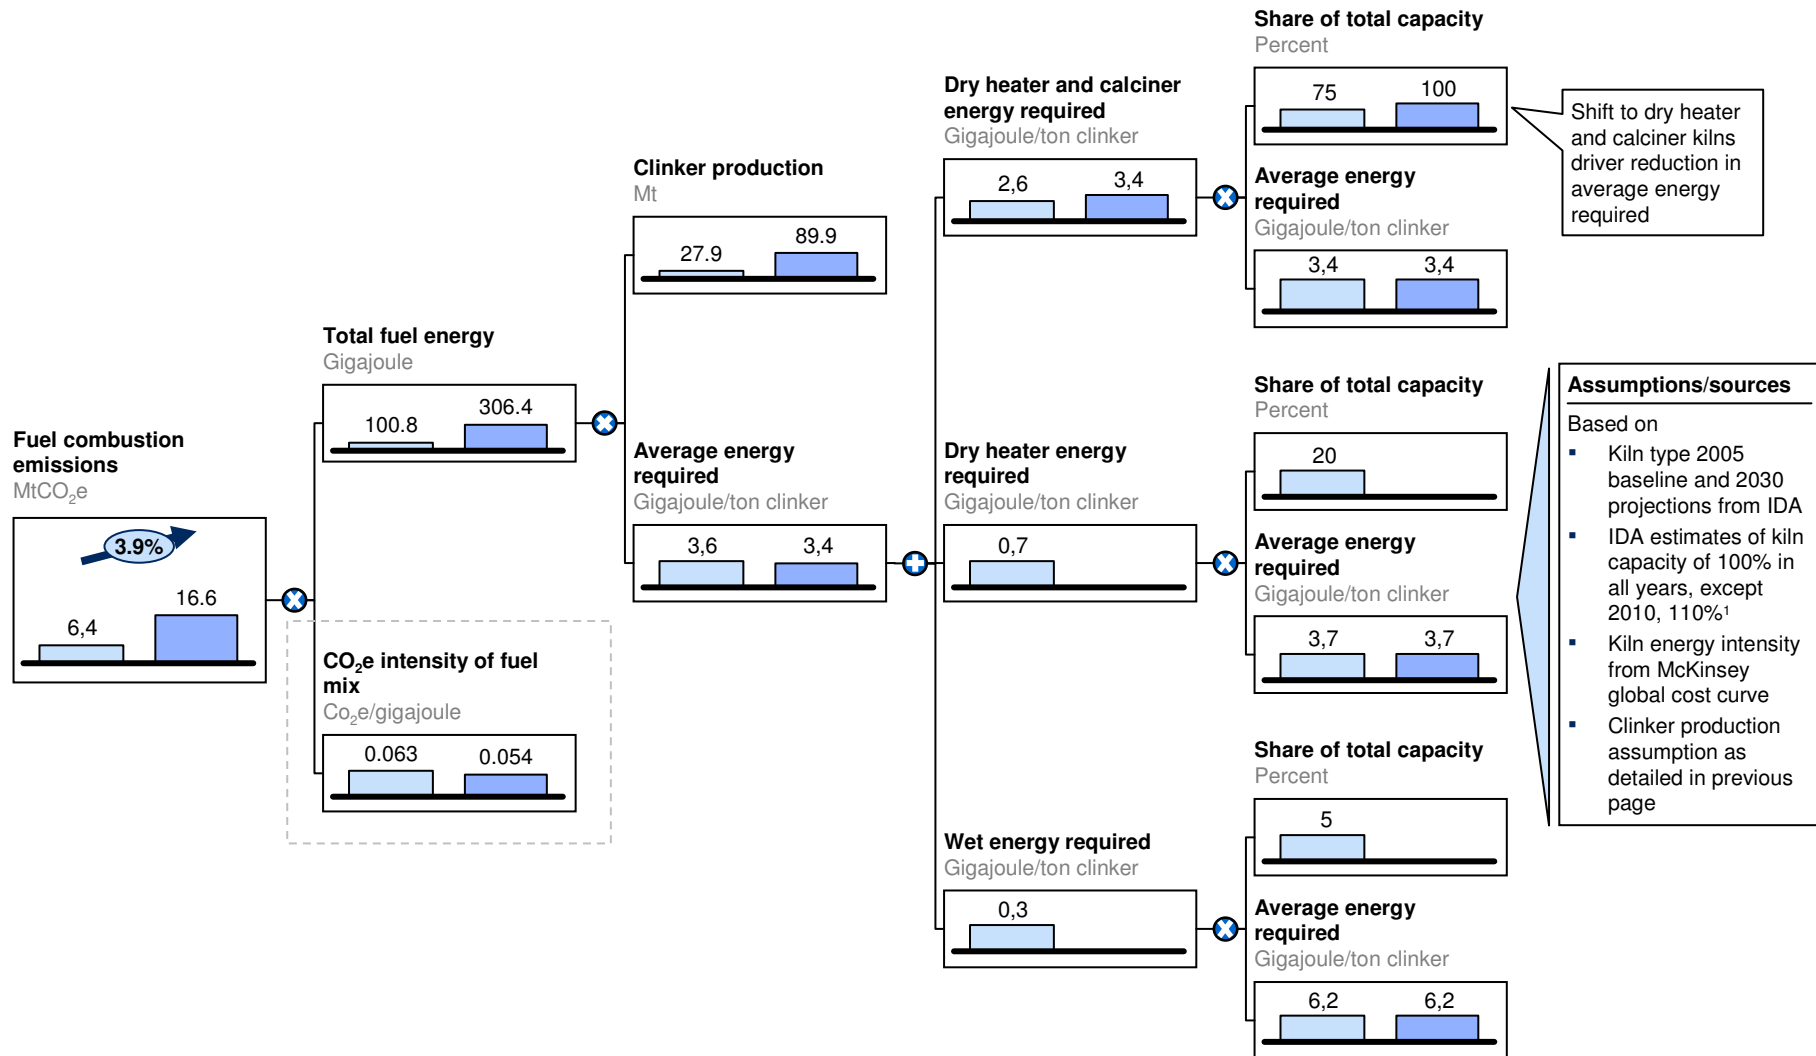 Fuel combustion
emissions
MtCO₂e
3.9%
6,4
16.6
Total fuel energy
Gigajoule
100.8
306.4
CO₂e intensity of fuel
mix
Co₂e/gigajoule
0.063
0.054
Clinker production
Mt
27.9
89.9
Average energy
required
Gigajoule/ton clinker
3,6
3,4
Dry heater and calciner
energy required
Gigajoule/ton clinker
2,6
3,4
Dry heater energy
required
Gigajoule/ton clinker
0,7
Wet energy required
Gigajoule/ton clinker
0,3
Share of total capacity
Percent
75
100
Average energy
required
Gigajoule/ton clinker
3,4
3,4
Share of total capacity
Percent
20
Average energy
required
Gigajoule/ton clinker
3,7
3,7
Share of total capacity
Percent
5
Average energy
required
Gigajoule/ton clinker
6,2
6,2
Shift to dry heater
and calciner kilns
driver reduction in
average energy
required
Assumptions/sources
Based on
▪ Kiln type 2005
baseline and 2030
projections from IDA
▪ IDA estimates of kiln
capacity of 100% in
all years, except
2010, 110%¹
▪ Kiln energy intensity
from McKinsey
global cost curve
▪ Clinker production
assumption as
detailed in previous
page